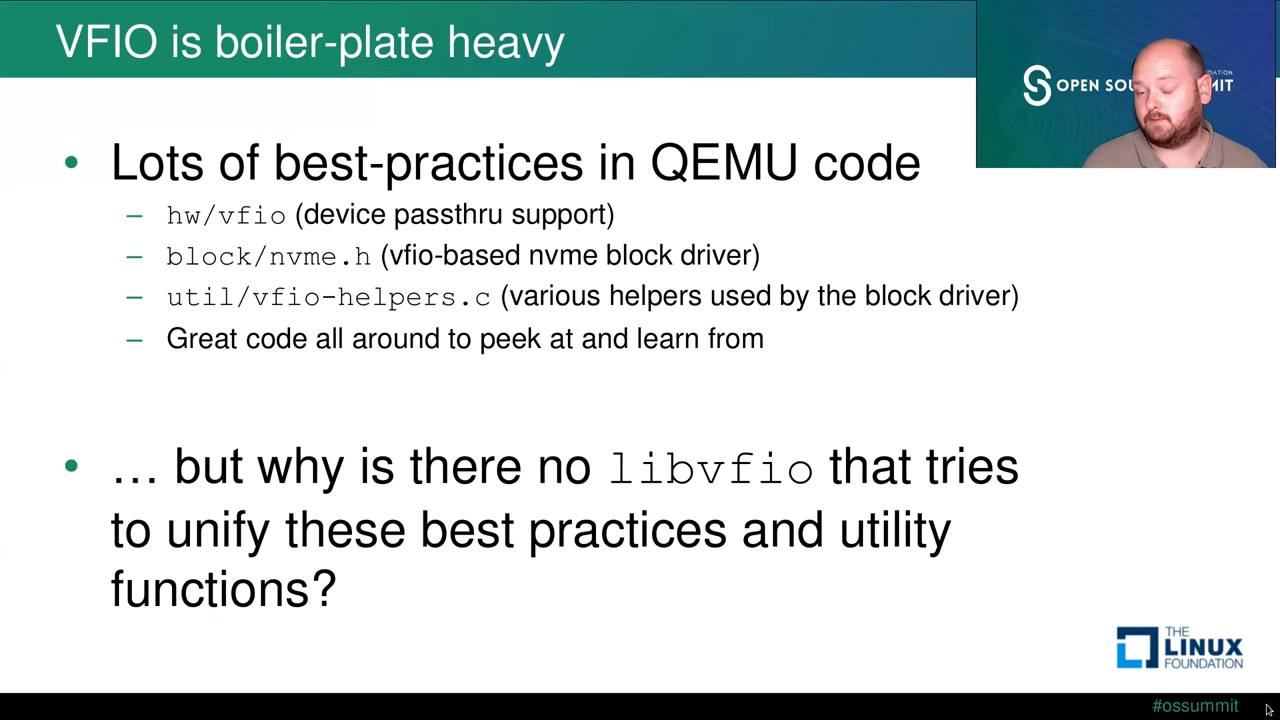 VFIO is boiler-plate heavy
OPEN SOU MIT
DATION
• Lots of best-practices in QEMU code
– hw/vfio (device passthru support)
– block/nvme.h (vfio-based nvme block driver)
– util/vfio-helpers.c (various helpers used by the block driver)
– Great code all around to peek at and learn from
• … but why is there no libvfio that tries
to unify these best practices and utility
functions?
THE
LINUX
FOUNDATION
#ossummit